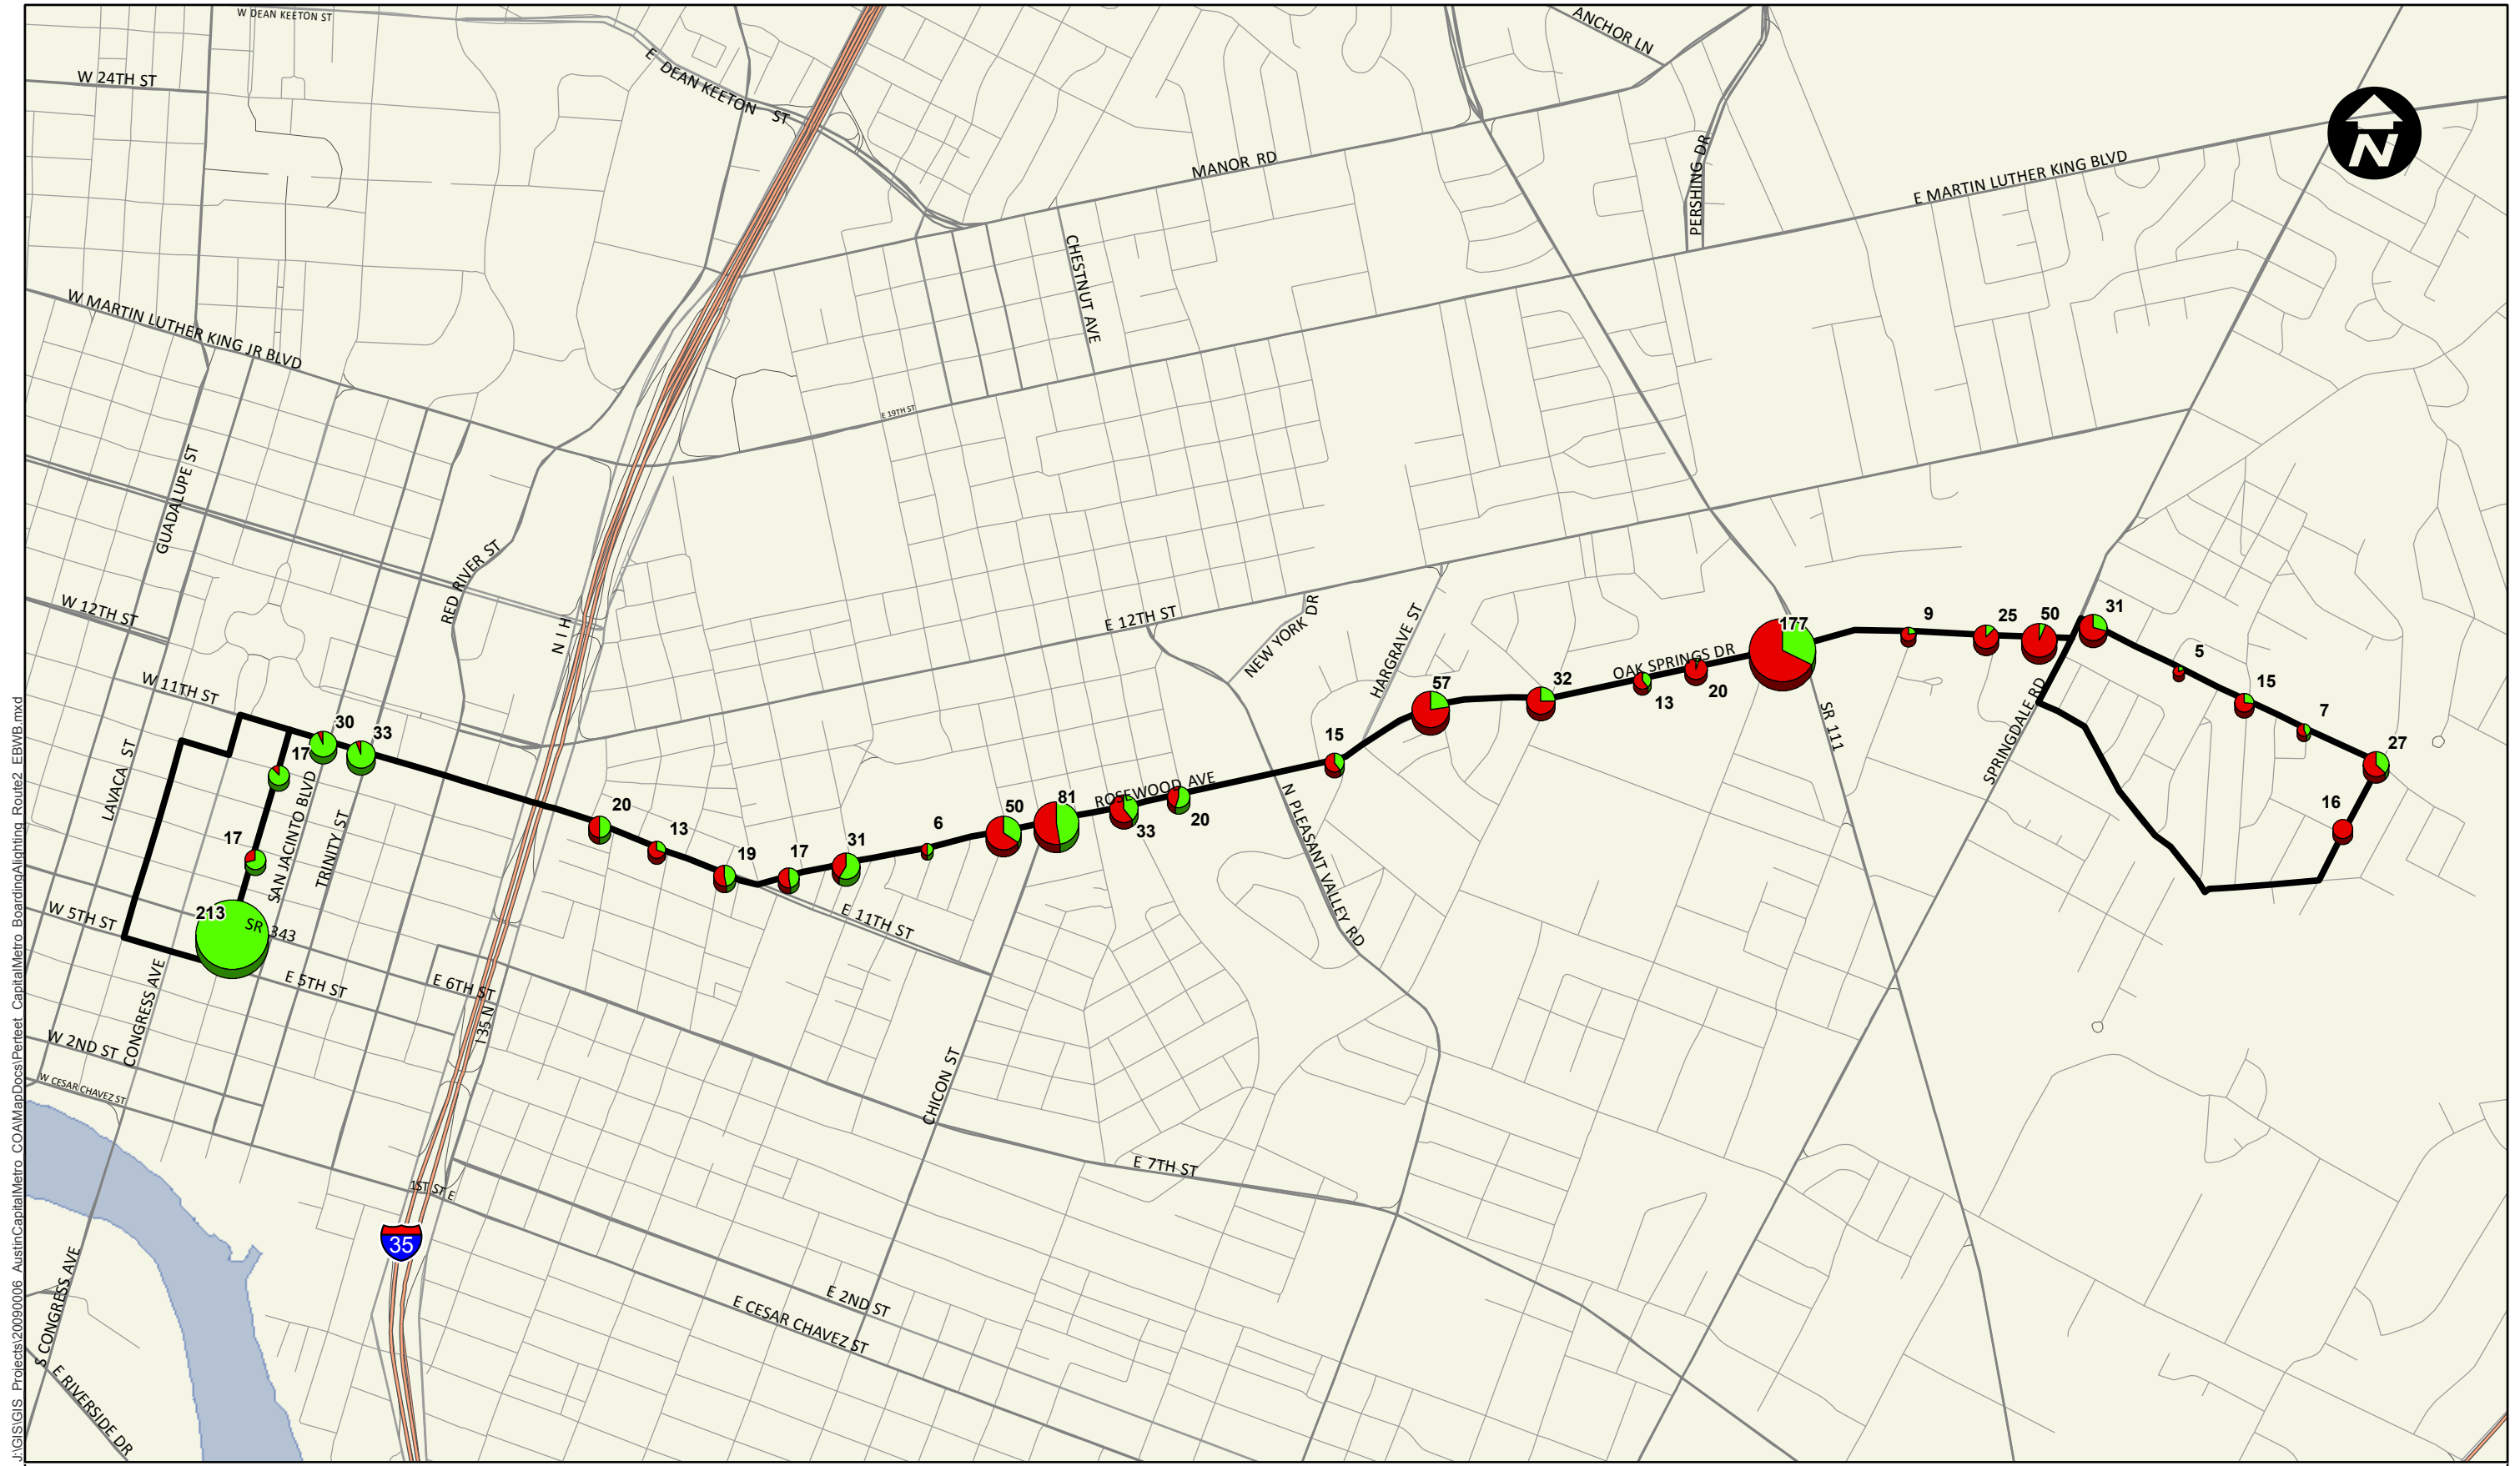 W DEAN KEETON ST
ANCHOR LN
E DEAN KEETON ST
W 24TH ST
N
MANOR RD
PERSHING DR
E MARTIN LUTHER KING BLVD
CHESTNUT AVE
W MARTIN LUTHER KING JR BLVD
E 19TH ST
GUADALUPE ST
RED RIVER ST
W 12TH ST
N I H
E 12TH ST
NEW YORK DR
HARGRAVE ST
OAK SPRINGS DR
177
9
25
50
31
5
15
7
27
16
W 11TH ST
30
33
17
17
213
SR 343
LAVACA ST
SAN JACINTO BLVD
TRINITY ST
20
13
19
17
31
6
50
81
ROSEWOOD AVE
33
20
15
57
32
13
20
SR 111
SPRINGDALE RD
N PLEASANT VALLEY RD
W 5TH ST
E 5TH ST
E 6TH ST
E 11TH ST
CONGRESS AVE
I 35 N
W 2ND ST
W CESAR CHAVEZ ST
CHICON ST
E 7TH ST
1ST ST E
35
S CONGRESS AVE
E RIVERSIDE DR
E 2ND ST
E CESAR CHAVEZ ST
J:\GIS\GIS_Projects\20090006_AustinCapitalMetro_COA\MapDocs\Perteet_CapitalMetro_BoardingAlighting_Route2_EBWB.mxd